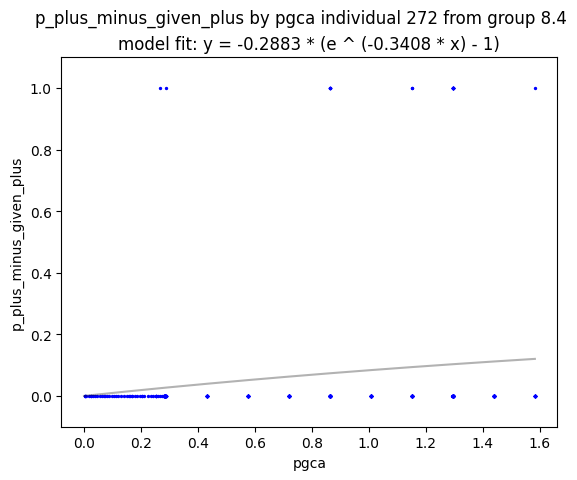 p_plus_minus_given_plus by pgca individual 272 from group 8.4
model fit: y = -0.2883 * (e ^ (-0.3408 * x) - 1)
1.0
0.8
0.6
0.4
0.2
0.0
p_plus_minus_given_plus
0.0 0.2 0.4 0.6 0.8 1.0 1.2 1.4 1.6
pgca